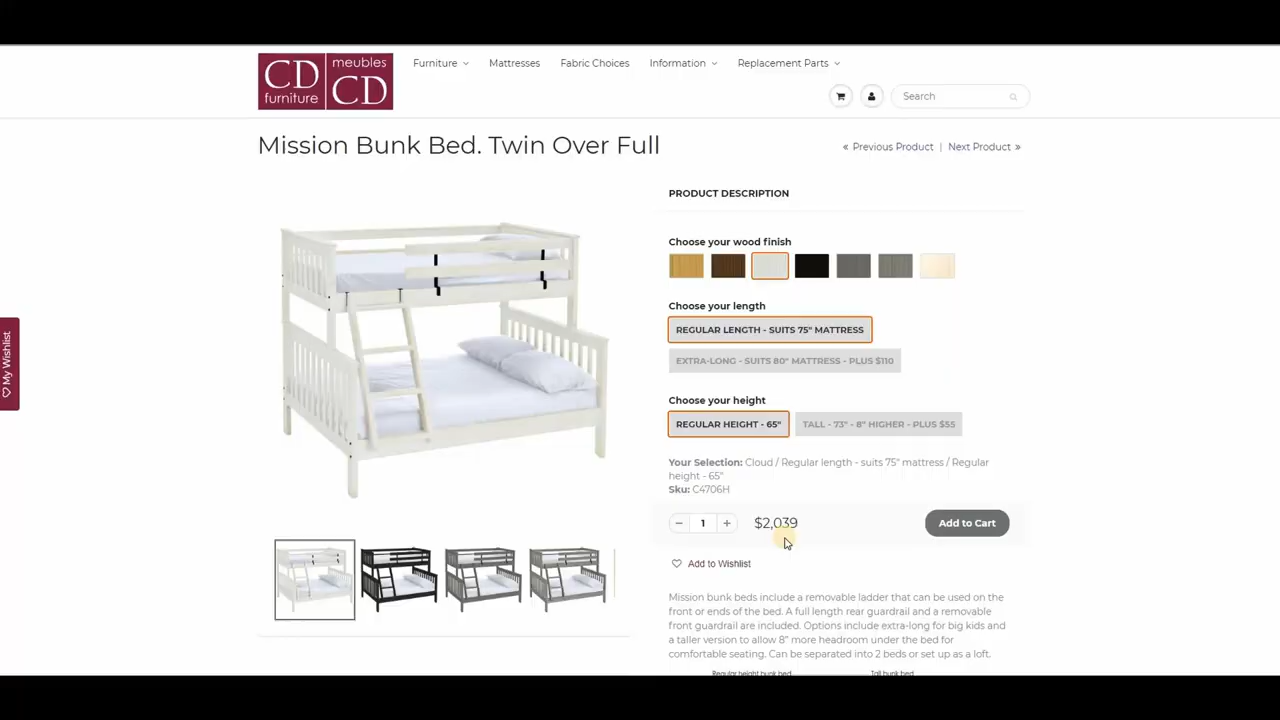 CD furniture
meubles CD
Furniture
Mattresses
Fabric Choices
Information
Replacement Parts
Search
Mission Bunk Bed. Twin Over Full
« Previous Product | Next Product »
My Wishlist
PRODUCT DESCRIPTION
Choose your wood finish
Choose your length
REGULAR LENGTH - SUITS 75" MATTRESS
EXTRA-LONG - SUITS 80" MATTRESS - PLUS $110
Choose your height
REGULAR HEIGHT - 65"
TALL - 73" - 8" HIGHER - PLUS $55
Your Selection: Cloud / Regular length - suits 75" mattress / Regular
height - 65"
Sku: C4706H
− 1 + $2,039
Add to Cart
Add to Wishlist
Mission bunk beds include a removable ladder that can be used on the
front or ends of the bed. A full length rear guardrail and a removable
front guardrail are included. Options include extra-long for big kids and
a taller version to allow 8" more headroom under the bed for
comfortable seating. Can be separated into 2 beds or set up as a loft.
Regular height bunk bed
Tall bunk bed